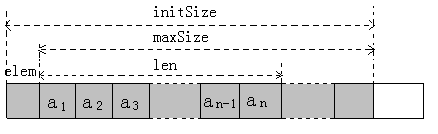 initSize
maxSize
elem len
a1 a2 a3 an-1 an